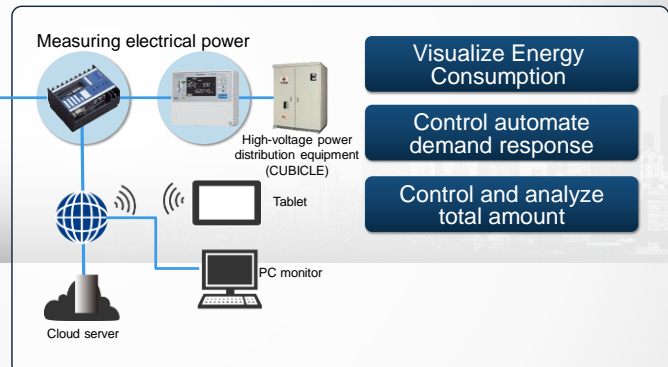 Measuring electrical power
High-voltage power
distribution equipment
(CUBICLE)
Tablet
PC monitor
Cloud server
Visualize Energy
Consumption
Control automate
demand response
Control and analyze
total amount